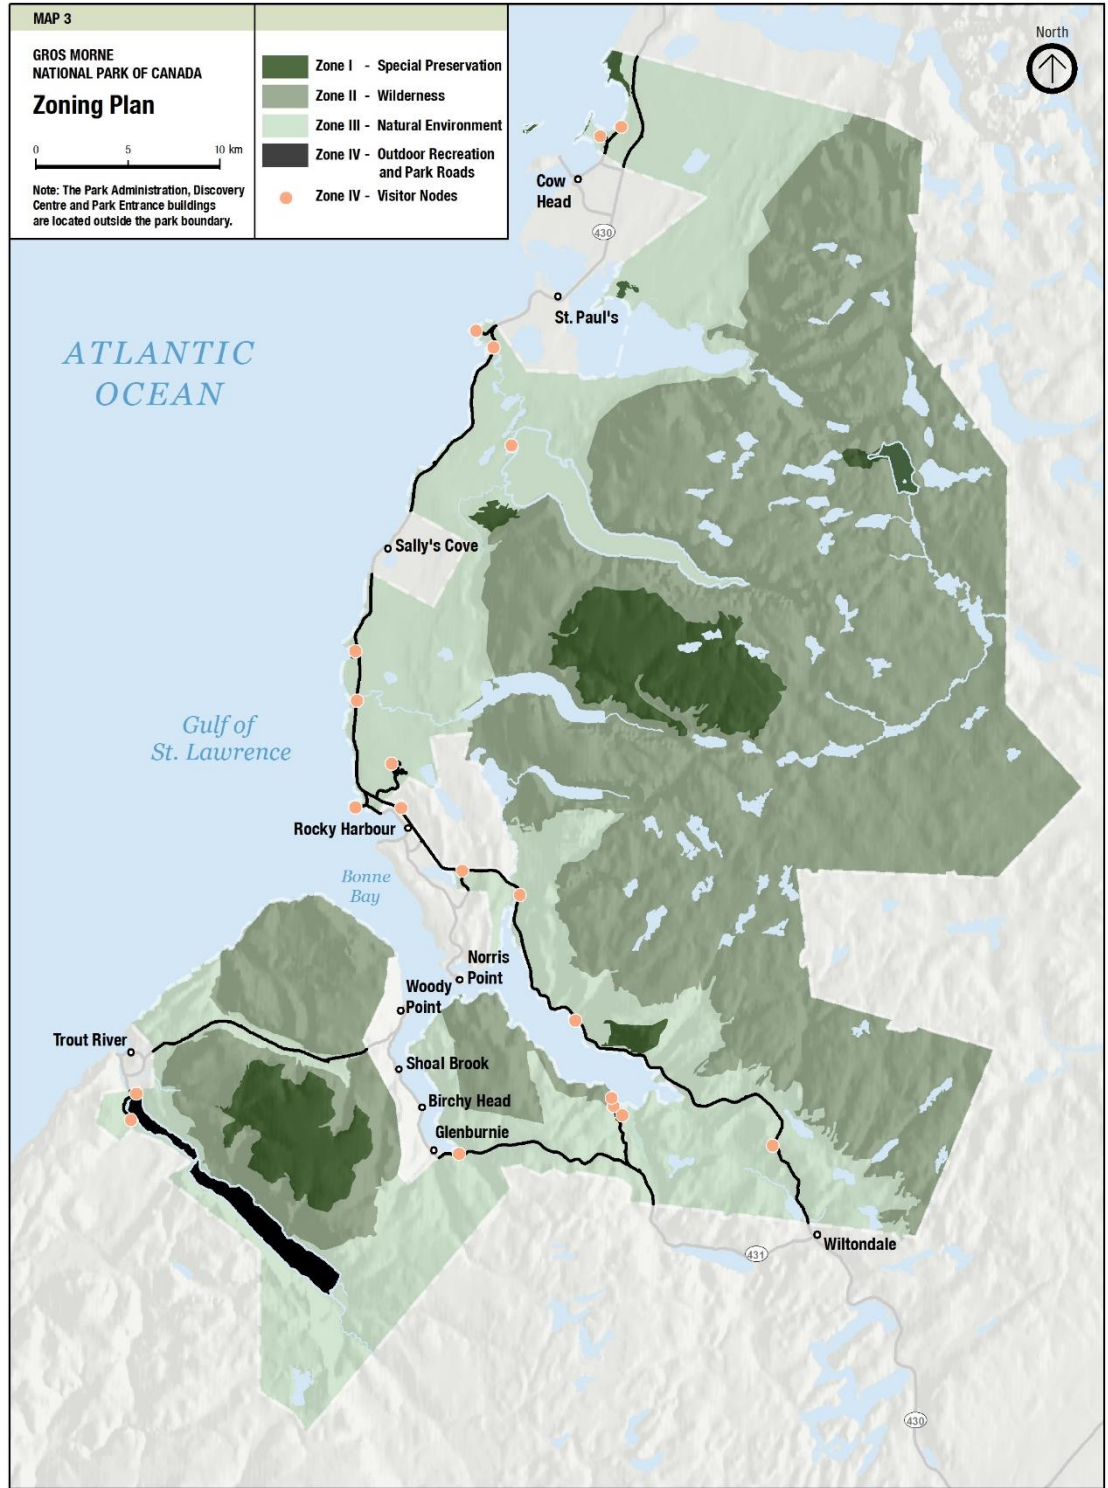 MAP 3
GROS MORNE
NATIONAL PARK OF CANADA
Zoning Plan
0 5 10 km
Note: The Park Administration, Discovery
Centre and Park Entrance buildings
are located outside the park boundary.
Zone I - Special Preservation
Zone II - Wilderness
Zone III - Natural Environment
Zone IV - Outdoor Recreation
and Park Roads
Zone IV - Visitor Nodes
North
Cow
Head
430
St. Paul's
ATLANTIC
OCEAN
Sally's Cove
Gulf of
St. Lawrence
Rocky Harbour
Bonne
Bay
Norris
Point
Woody
Point
Trout River
Shoal Brook
Birchy Head
Glenburnie
Wiltondale
431
430